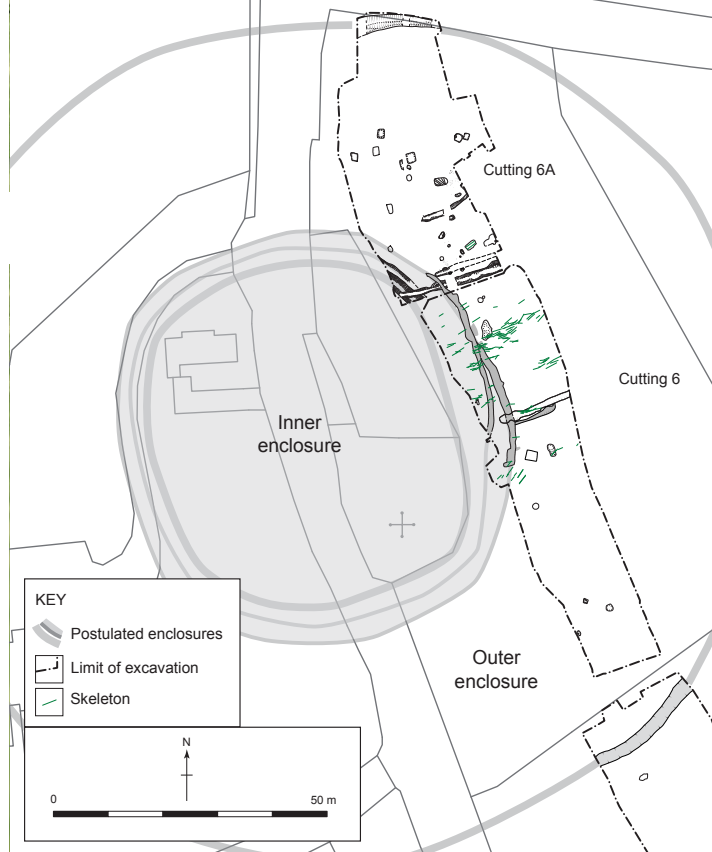 Cutting 6A
Cutting 6
Inner
enclosure
Outer
enclosure
KEY
Postulated enclosures
Limit of excavation
Skeleton
N
0
50 m